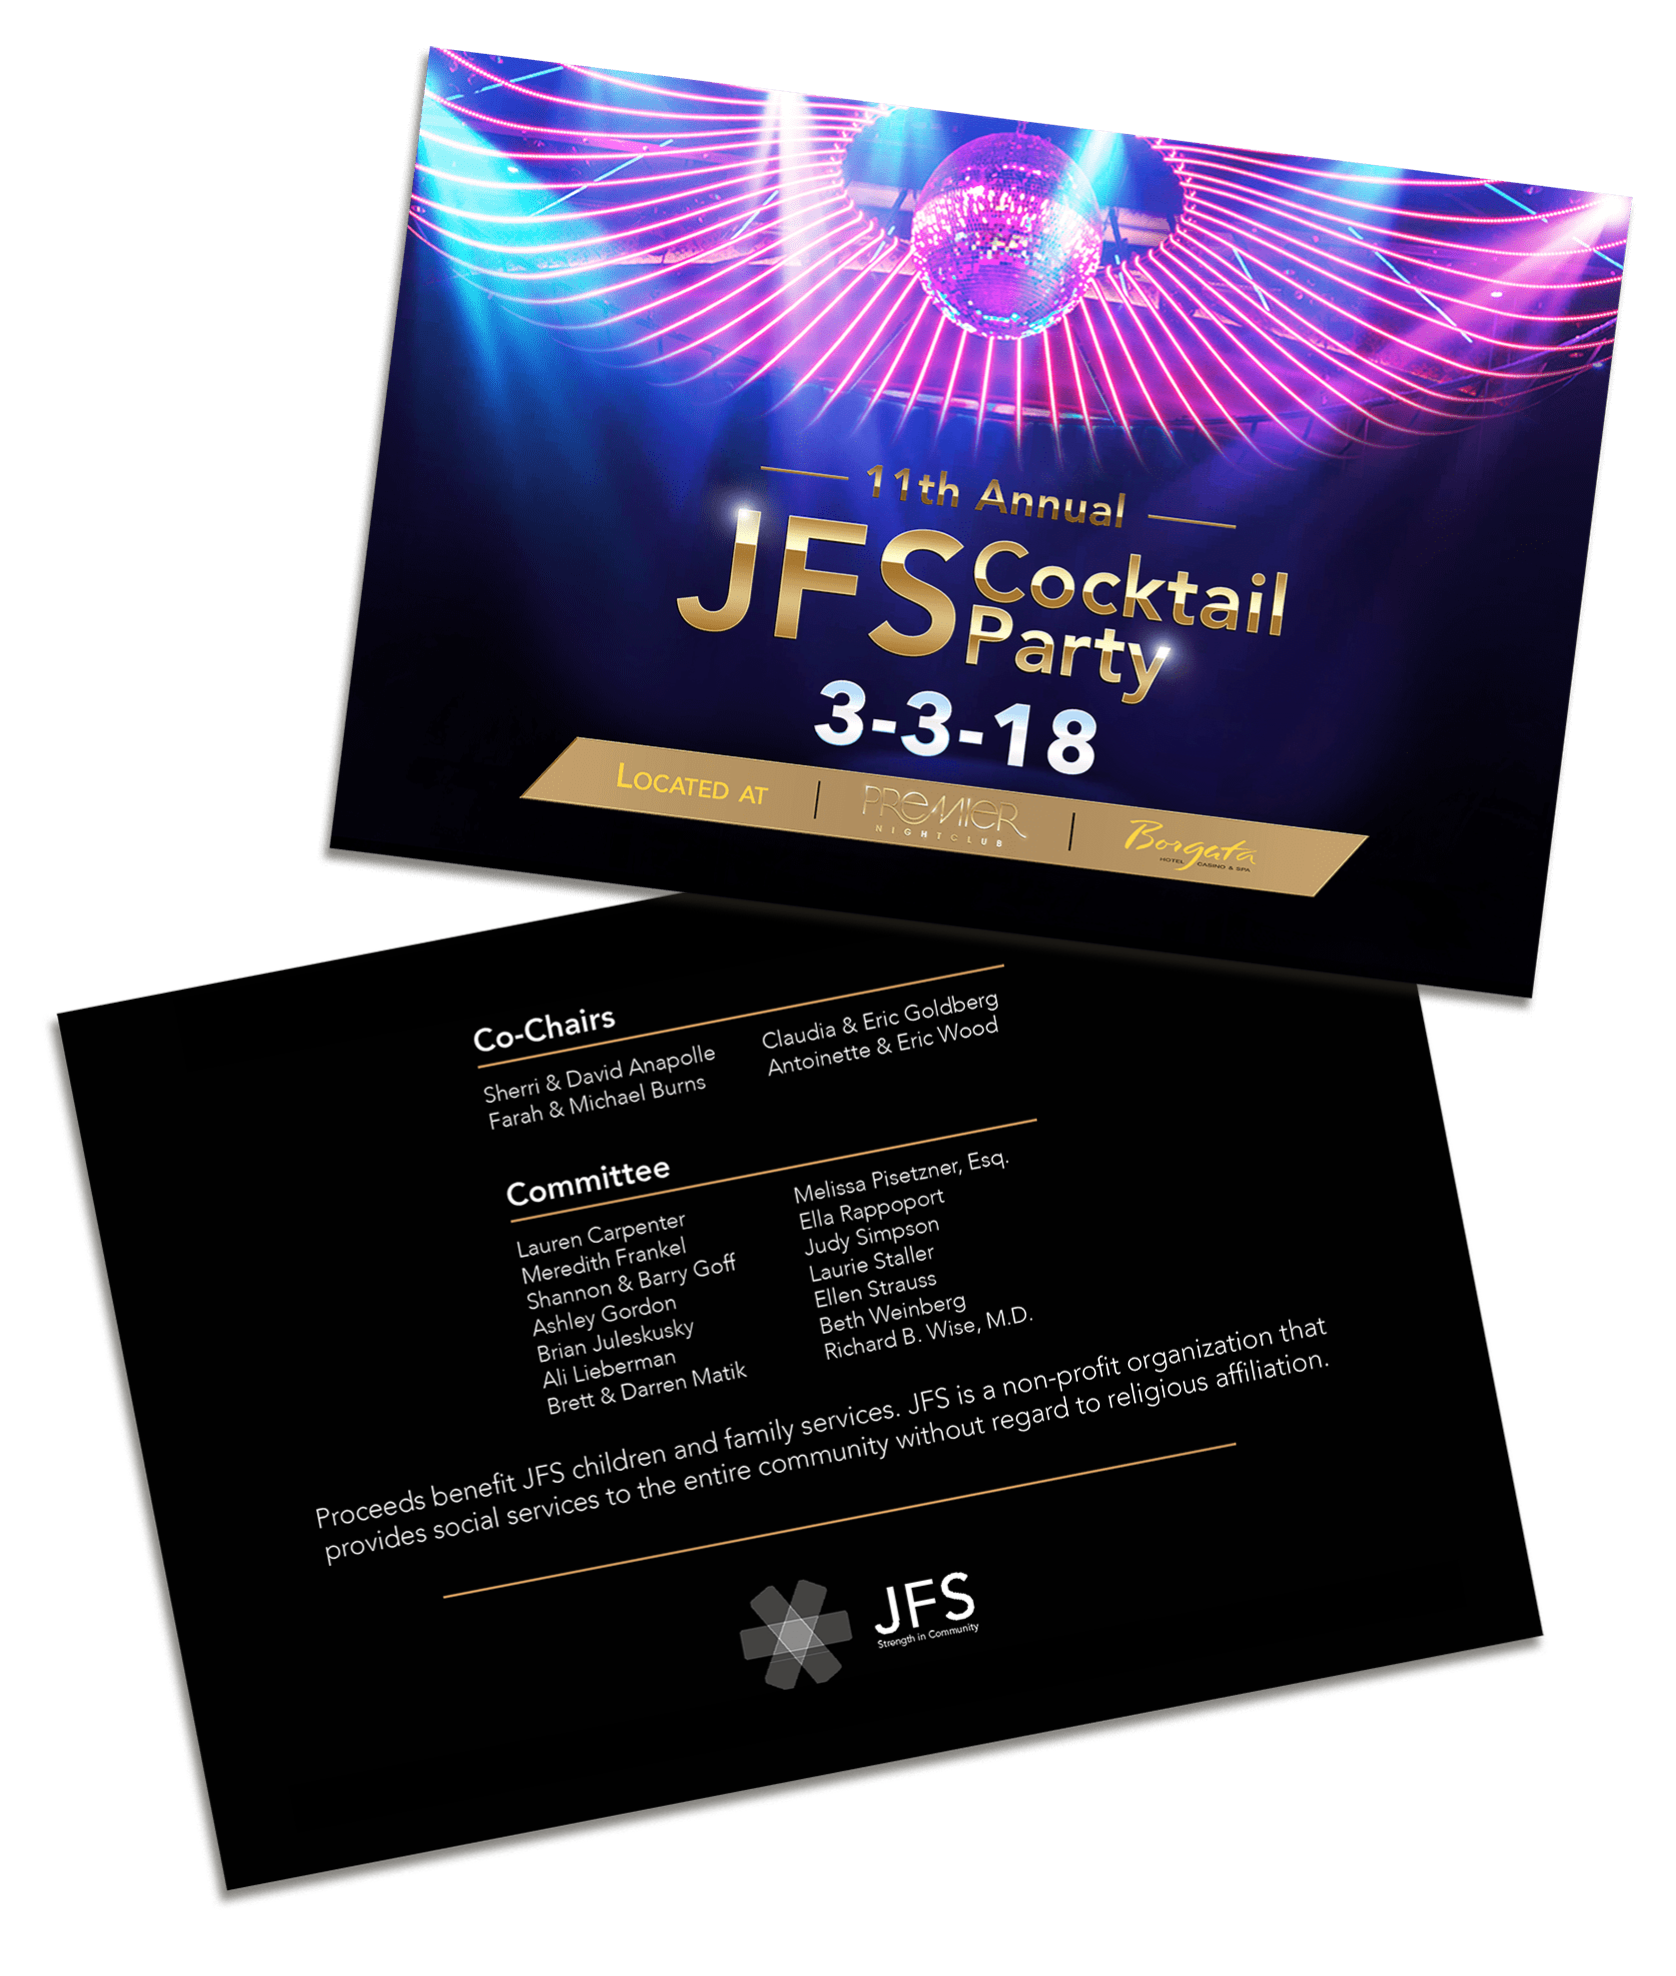 11th Annual
JFS Cocktail
Party
3-3-18
LOCATED AT
PREMIER
NIGHTCLUB
Borgata
HOTEL CASINO & SPA
Co-Chairs
Sherri & David Anapolle
Farah & Michael Burns
Claudia & Eric Goldberg
Antoinette & Eric Wood
Committee
Lauren Carpenter
Meredith Frankel
Shannon & Barry Goff
Ashley Gordon
Brian Juleskusky
Ali Lieberman
Brett & Darren Matik
Melissa Pisetzner, Esq.
Ella Rappoport
Judy Simpson
Laurie Staller
Ellen Strauss
Beth Weinberg
Richard B. Wise, M.D.
Proceeds benefit JFS children and family services. JFS is a non-profit organization that
provides social services to the entire community without regard to religious affiliation.
JFS
Strength in Community